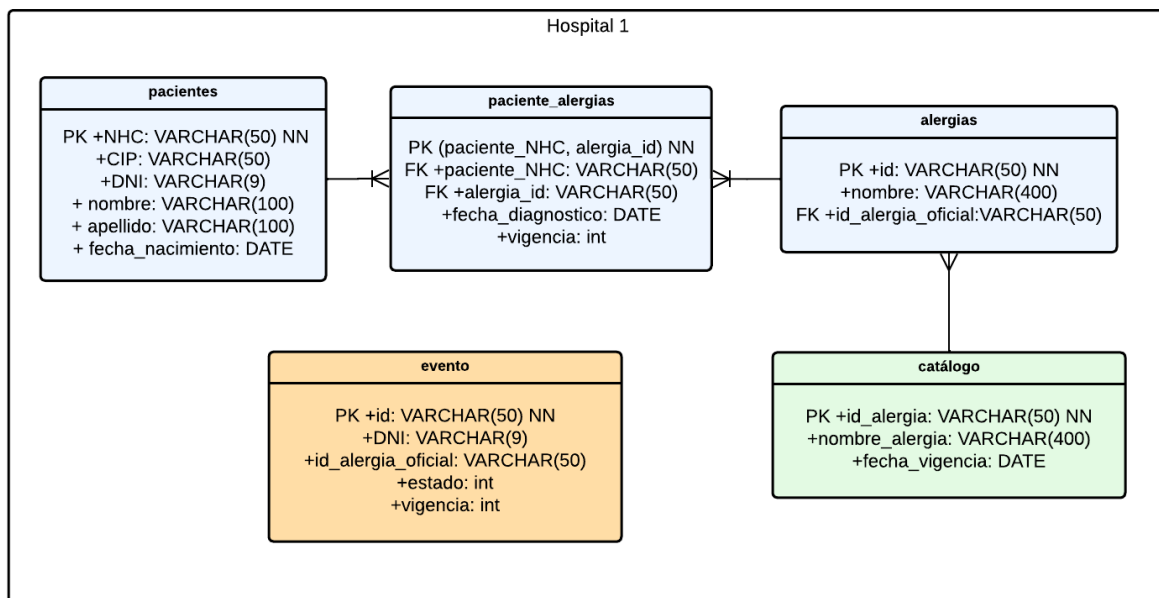 Hospital 1
pacientes
PK +NHC: VARCHAR(50) NN
+CIP: VARCHAR(50)
+DNI: VARCHAR(9)
+ nombre: VARCHAR(100)
+ apellido: VARCHAR(100)
+ fecha_nacimiento: DATE
paciente_alergias
PK (paciente_NHC, alergia_id) NN
FK +paciente_NHC: VARCHAR(50)
FK +alergia_id: VARCHAR(50)
+fecha_diagnostico: DATE
+vigencia: int
alergias
PK +id: VARCHAR(50) NN
+nombre: VARCHAR(400)
FK +id_alergia_oficial:VARCHAR(50)
evento
PK +id: VARCHAR(50) NN
+DNI: VARCHAR(9)
+id_alergia_oficial: VARCHAR(50)
+estado: int
+vigencia: int
catálogo
PK +id_alergia: VARCHAR(50) NN
+nombre_alergia: VARCHAR(400)
+fecha_vigencia: DATE